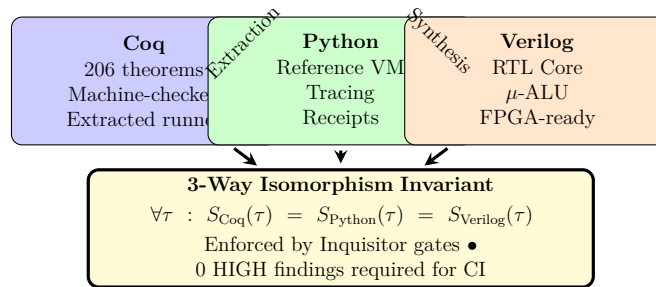 Coq
206 theorems
Machine-checke
Extracted runne
Extraction
Python
Reference VM
Tracing
Receipts
Synthesis
Verilog
RTL Core
μ-ALU
FPGA-ready
3-Way Isomorphism Invariant
∀τ : S_Coq(τ) = S_Python(τ) = S_Verilog(τ)
Enforced by Inquisitor gates •
0 HIGH findings required for CI